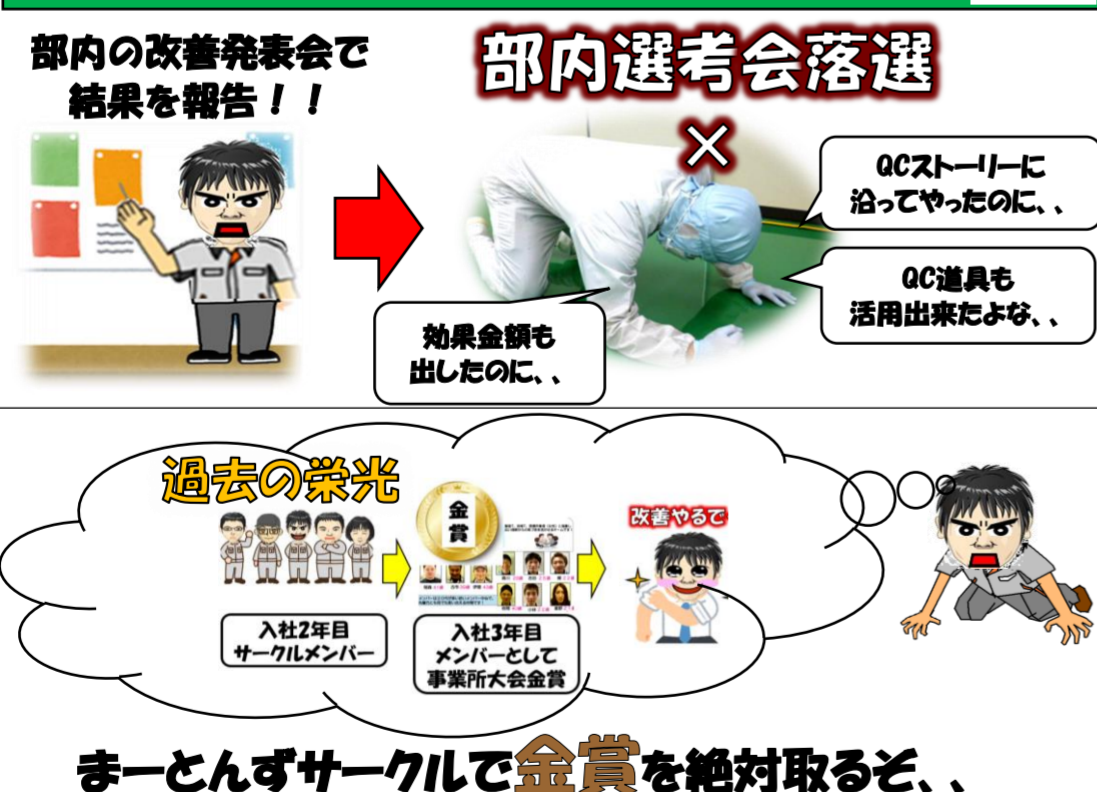 部内の改善発表会で
結果を報告！！
部内選考会落選
×
QCストーリーに
沿ってやったのに、、
QC道具も
活用出来たよな、、
効果金額も
出したのに、、
過去の栄光
金
賞
改善やるで
入社2年目
サークルメンバー
入社3年目
メンバーとして
事業所大会金賞
まーとんずサークルで金賞を絶対取るぞ、、